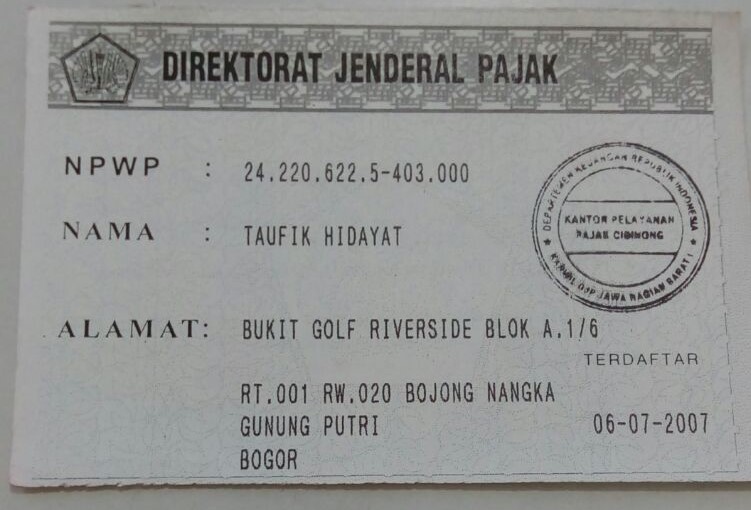 DIREKTORAT JENDERAL PAJAK
NPWP : 24.220.622.5-403.000
NAMA : TAUFIK HIDAYAT
DEPARTEMEN KEUANGAN REPUBLIK INDONESIA
KANTOR PELAYANAN
PAJAK CIBINONG
KANWIL DJP JAWA BAGIAN BARAT I
ALAMAT: BUKIT GOLF RIVERSIDE BLOK A.1/6
TERDAFTAR
RT.001 RW.020 BOJONG NANGKA
GUNUNG PUTRI 06-07-2007
BOGOR